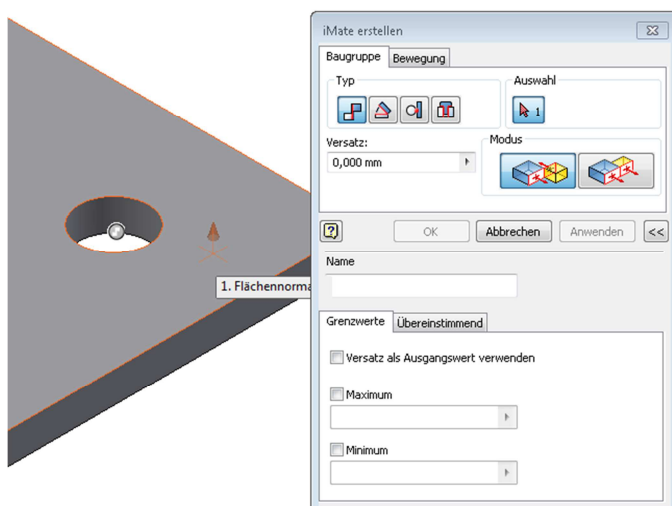 iMate erstellen
Baugruppe Bewegung
Typ Auswahl
1
Versatz: Modus
0,000 mm
OK Abbrechen Anwenden <<
Name
1. Flächennorma
Grenzwerte Übereinstimmend
Versatz als Ausgangswert verwenden
Maximum
Minimum